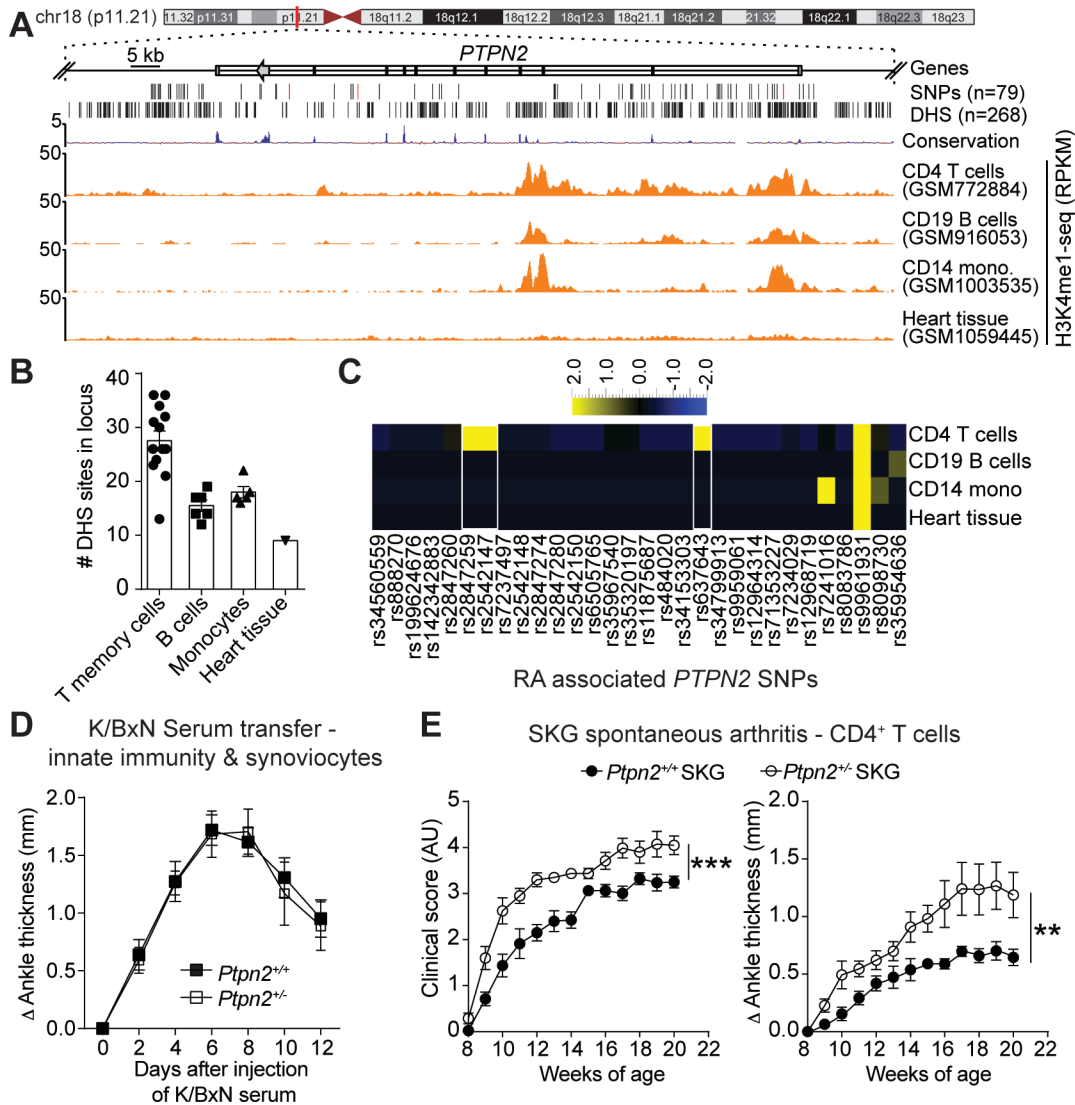 A
chr18 (p11.21)
11.32 p11.31 p11.21 18q11.2 18q12.1 18q12.2 18q12.3 18q21.1 18q21.2 21.32 18q22.1 18q22.3 18q23
5 kb
PTPN2
Genes
SNPs (n=79)
DHS (n=268)
5
Conservation
50
CD4 T cells
(GSM772884)
50
CD19 B cells
(GSM916053)
50
CD14 mono.
(GSM1003535)
50
Heart tissue
(GSM1059445)
H3K4me1-seq (RPKM)
B
# DHS sites in locus
40
30
20
10
0
T memory cells
B cells
Monocytes
Heart tissue
C
2.0
1.0
0.0
-1.0
-2.0
CD4 T cells
CD19 B cells
CD14 mono
Heart tissue
rs34560559
rs888270
rs199624676
rs142342883
rs2847260
rs2847259
rs2542147
rs7237497
rs2542148
rs2847274
rs2847280
rs2542150
rs6505765
rs35967540
rs35320197
rs11875687
rs484020
rs34153303
rs637643
rs34799913
rs9959061
rs12964314
rs71353227
rs7234029
rs12968719
rs7241016
rs8083786
rs9961931
rs8098730
rs35954636
RA associated PTPN2 SNPs
D
K/BxN Serum transfer -
innate immunity & synoviocytes
Δ Ankle thickness (mm)
2.0
1.5
1.0
0.5
0.0
Ptpn2+/+
Ptpn2+/-
0 2 4 6 8 10 12
Days after injection
of K/BxN serum
E
SKG spontaneous arthritis - CD4+ T cells
Ptpn2+/+ SKG
Ptpn2+/- SKG
Clinical score (AU)
5
4
3
2
1
0
***
8 10 12 14 16 18 20 22
Weeks of age
Δ Ankle thickness (mm)
2.0
1.5
1.0
0.5
0.0
**
8 10 12 14 16 18 20 22
Weeks of age